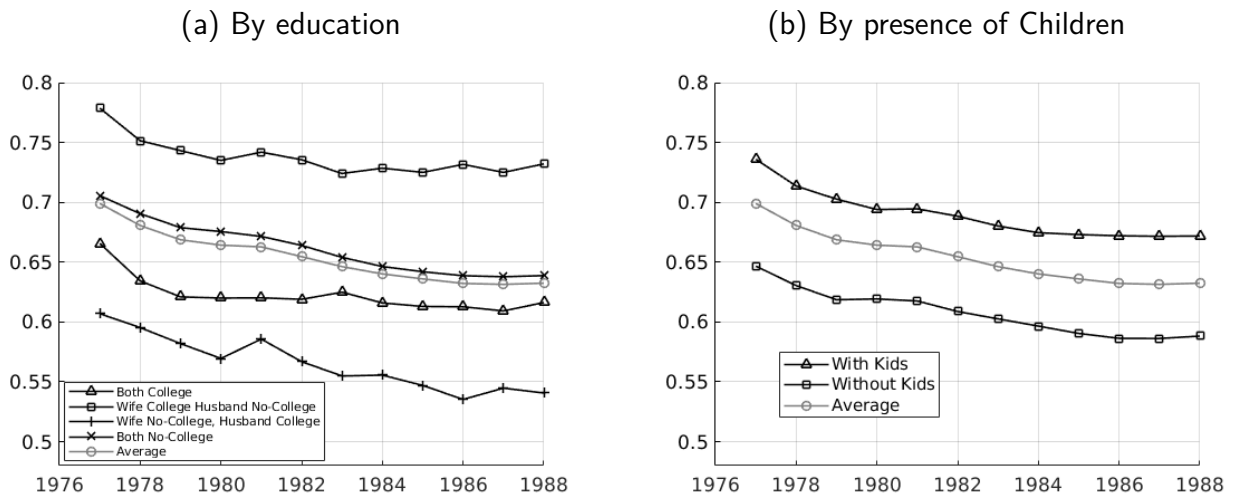 (a) By education
0.8
0.75
0.7
0.65
0.6
0.55
0.5
Both College
Wife College Husband No-College
Wife No-College, Husband College
Both No-College
Average
1976 1978 1980 1982 1984 1986 1988
(b) By presence of Children
0.8
0.75
0.7
0.65
0.6
0.55
0.5
With Kids
Without Kids
Average
1976 1978 1980 1982 1984 1986 1988